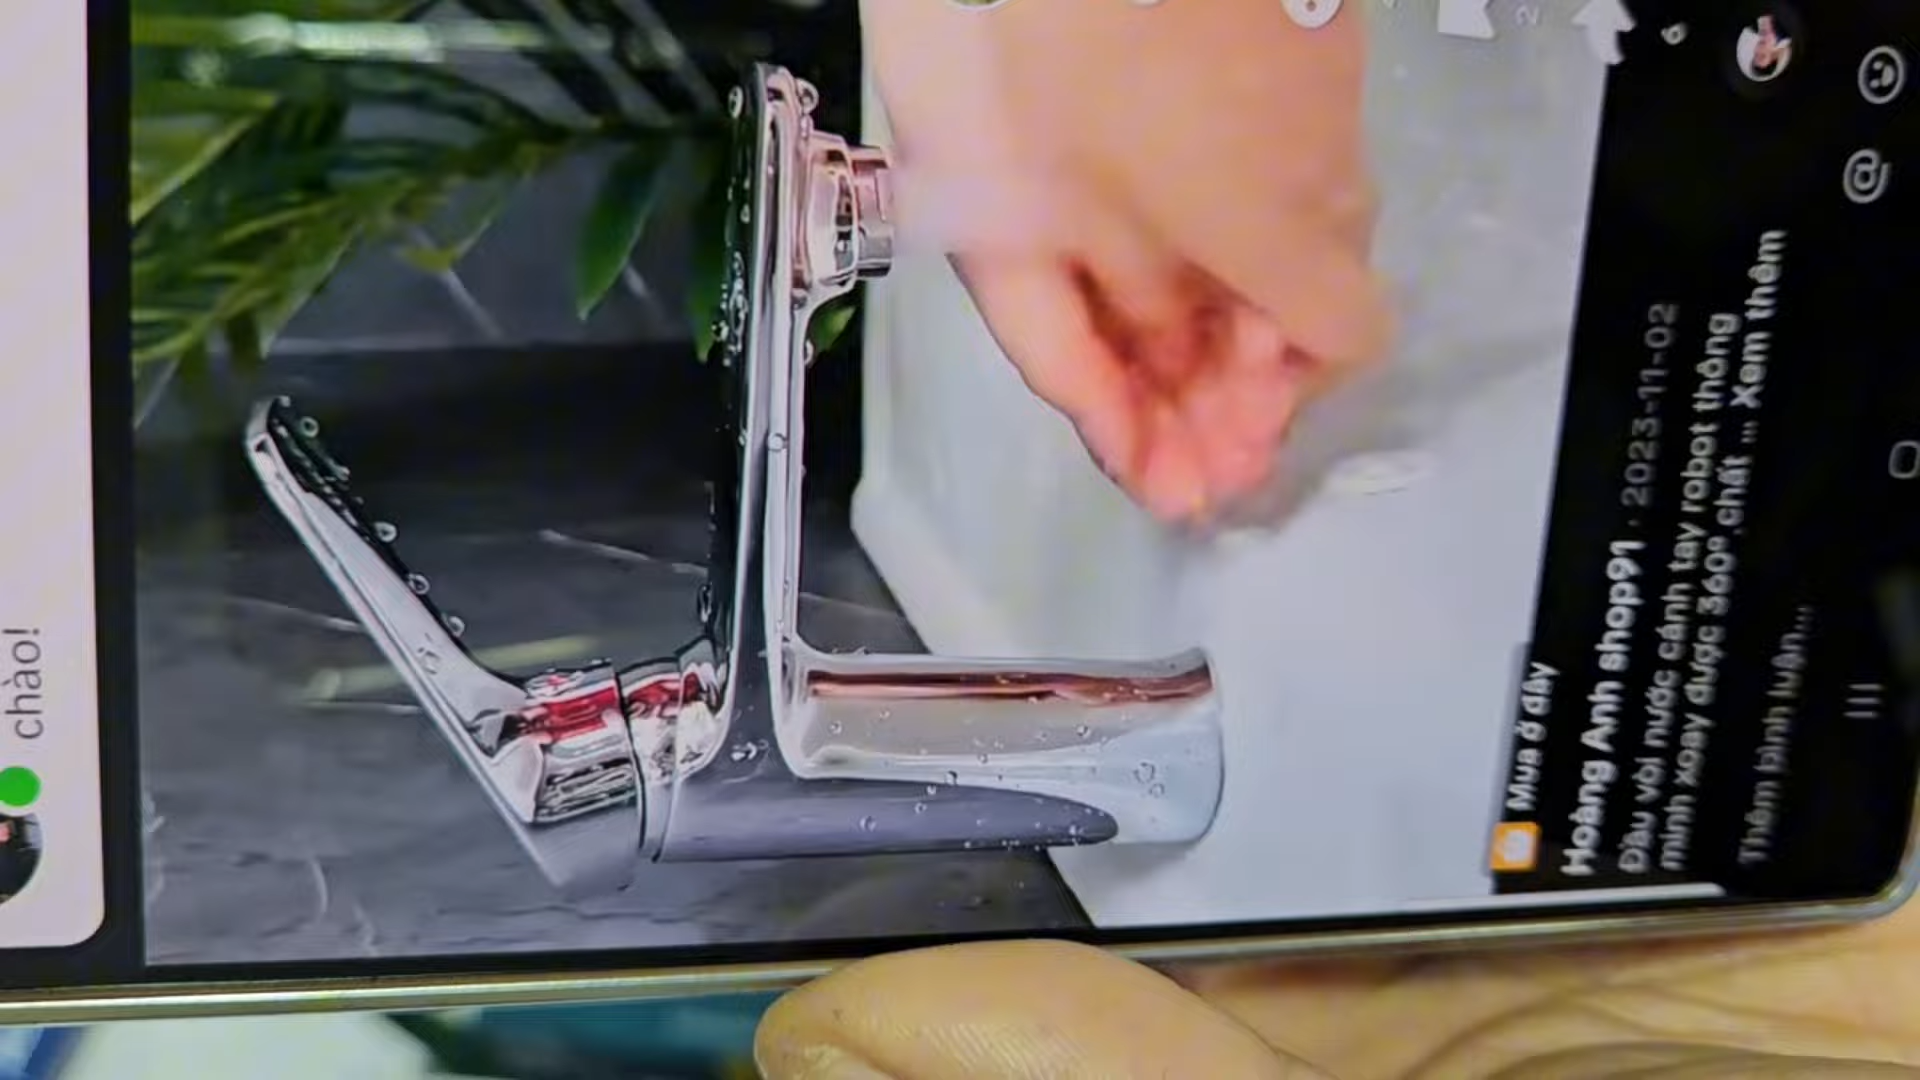 chào!
Mua ở đây
Hoàng Anh shop91 · 2023-11-02
Đầu vòi nước cánh tay robot thông
minh xoay được 360º ,chất ... Xem thêm
Thêm bình luận...
@